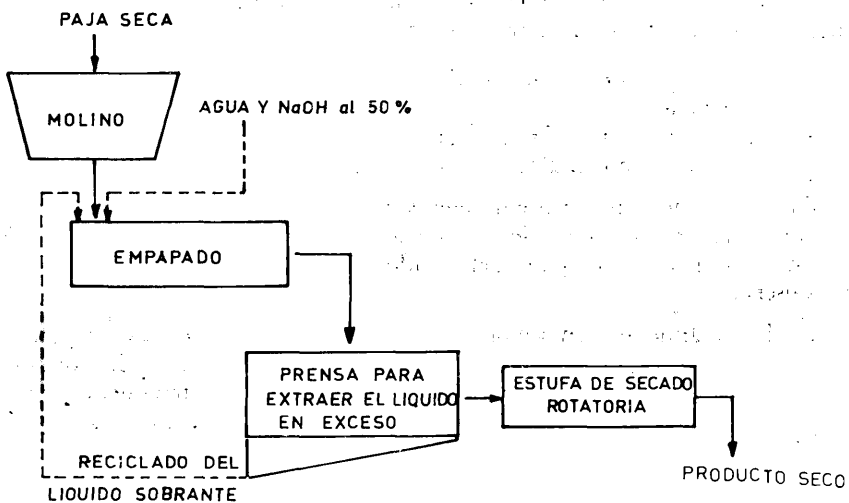 PAJA SECA
MOLINO
AGUA Y NaOH al 50 %
EMPAPADO
PRENSA PARA
EXTRAER EL LIQUIDO
EN EXCESO
ESTUFA DE SECADO
ROTATORIA
RECICLADO DEL
LIQUIDO SOBRANTE
PRODUCTO SECO